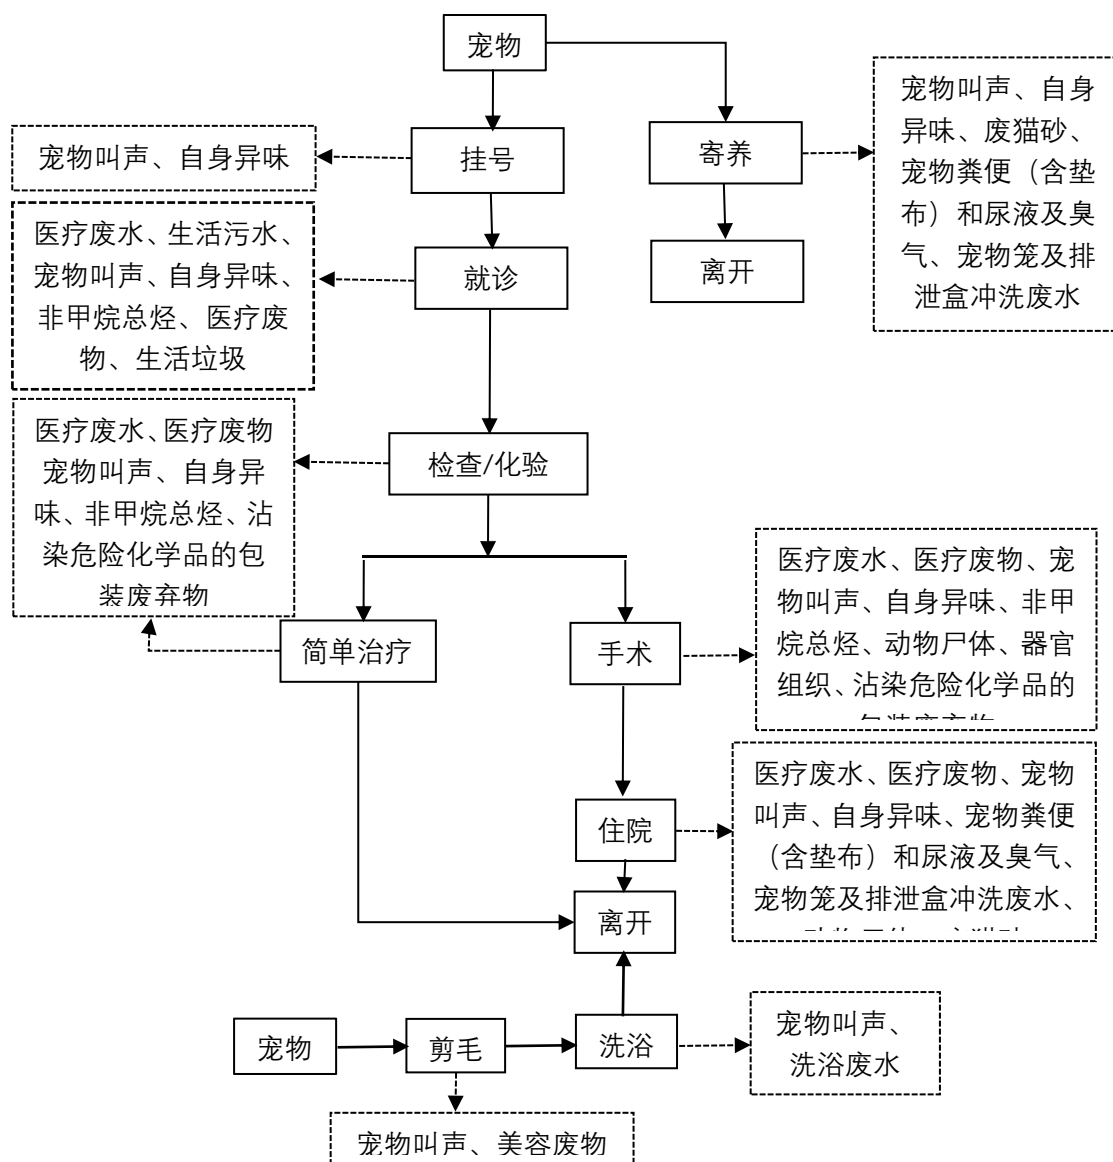 宠物
宠物叫声、自身
异味、废猫砂、
宠物粪便（含垫
布）和尿液及臭
气、宠物笼及排
泄盒冲洗废水
宠物叫声、自身异味
挂号
寄养
医疗废水、生活污水、
宠物叫声、自身异味、
非甲烷总烃、医疗废
物、生活垃圾
就诊
离开
医疗废水、医疗废物
宠物叫声、自身异
味、非甲烷总烃、沾
染危险化学品的包
装废弃物
检查/化验
医疗废水、医疗废物、宠
物叫声、自身异味、非甲
烷总烃、动物尸体、器官
组织、沾染危险化学品的
简单治疗
手术
医疗废水、医疗废物、宠物
叫声、自身异味、宠物粪便
（含垫布）和尿液及臭气、
宠物笼及排泄盒冲洗废水、
住院
离开
宠物
剪毛
洗浴
宠物叫声、
洗浴废水
宠物叫声、美容废物